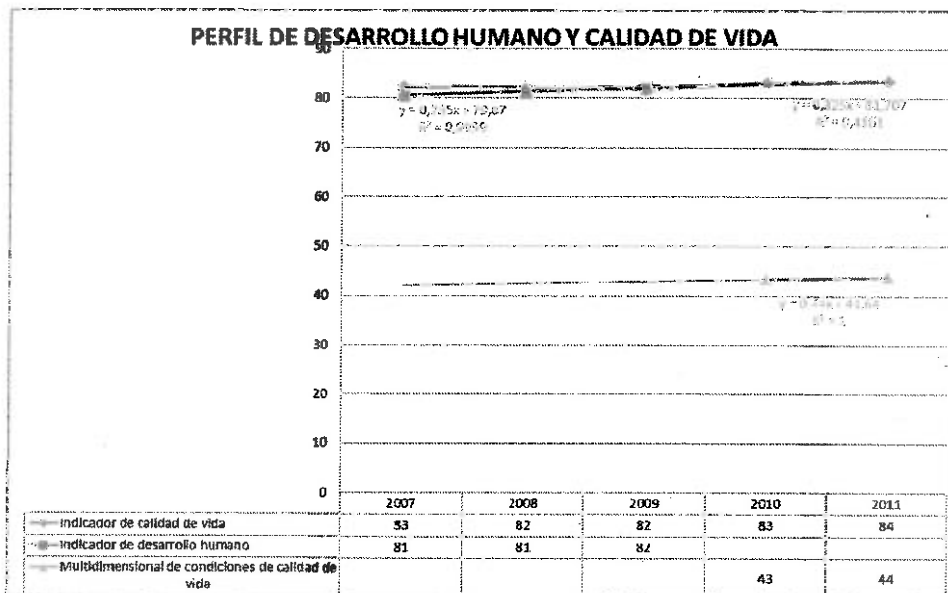 PERFIL DE DESARROLLO HUMANO Y CALIDAD DE VIDA
90
80
70
60
50
40
30
20
10
0
2007 2008 2009 2010 2011
Indicador de calidad de vida 83 82 82 83 84
Indicador de desarrollo humano 81 81 82
Multidimensional de condiciones de calidad de
vida 43 44